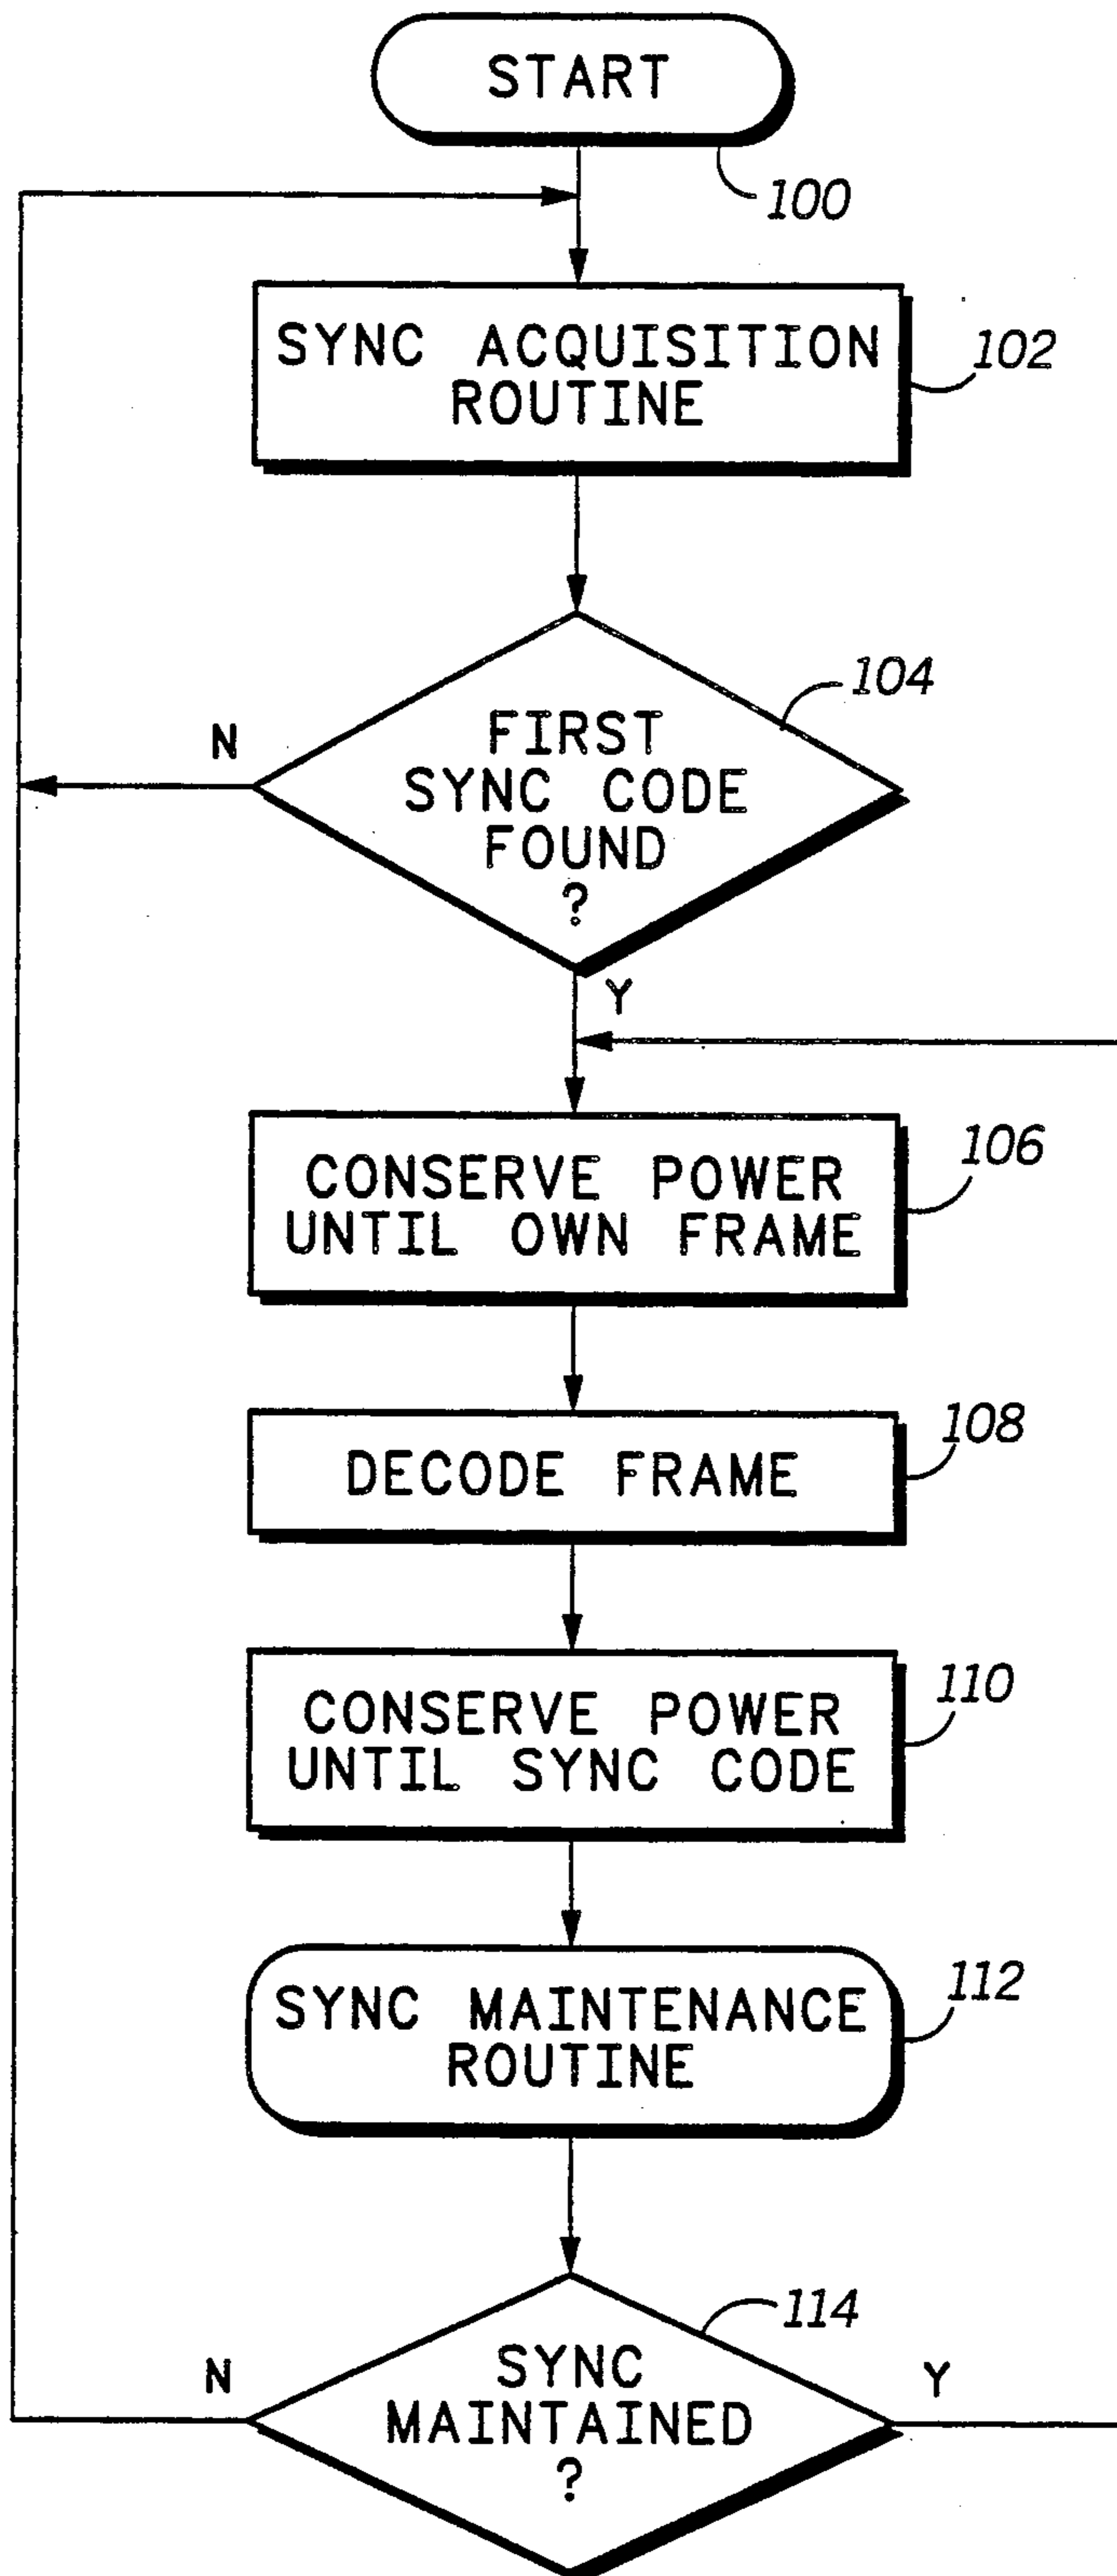 START
100
SYNC ACQUISITION
ROUTINE
102
104
FIRST
SYNC CODE
FOUND
?
N
Y
CONSERVE POWER
UNTIL OWN FRAME
106
DECODE FRAME
108
CONSERVE POWER
UNTIL SYNC CODE
110
SYNC MAINTENANCE
ROUTINE
112
114
SYNC
MAINTAINED
?
N
Y